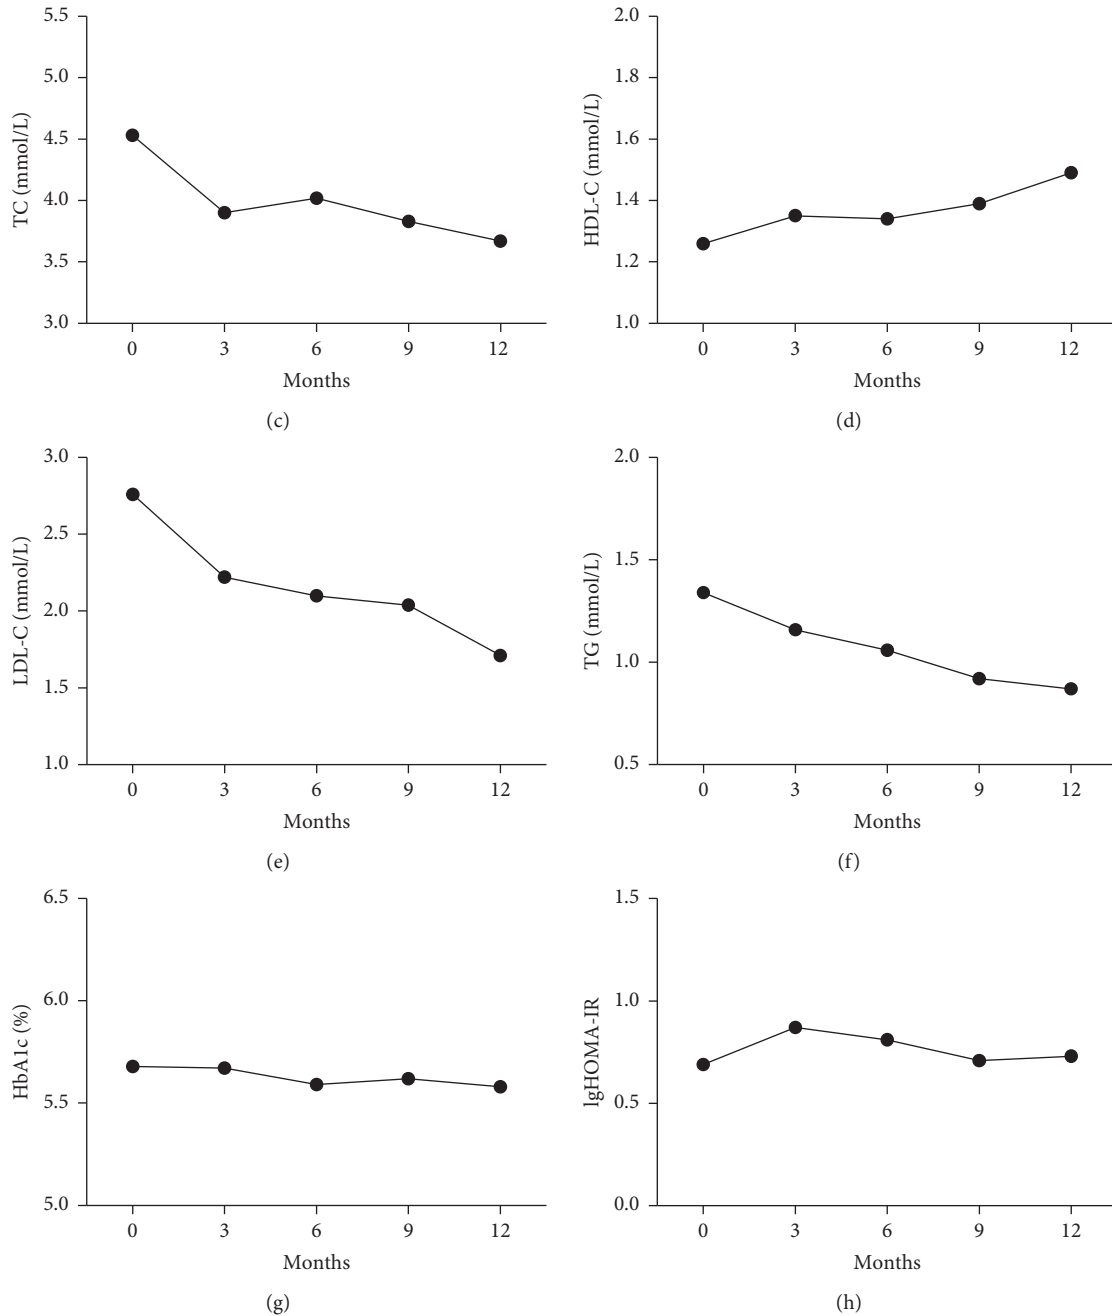 TC (mmol/L)
5.5
5.0
4.5
4.0
3.5
3.0
0 3 6 9 12
Months
(c)
HDL-C (mmol/L)
2.0
1.8
1.6
1.4
1.2
1.0
0 3 6 9 12
Months
(d)
LDL-C (mmol/L)
3.0
2.5
2.0
1.5
1.0
0 3 6 9 12
Months
(e)
TG (mmol/L)
2.0
1.5
1.0
0.5
0 3 6 9 12
Months
(f)
HbA1c (%)
6.5
6.0
5.5
5.0
0 3 6 9 12
Months
(g)
lgHOMA-IR
1.5
1.0
0.5
0.0
0 3 6 9 12
Months
(h)